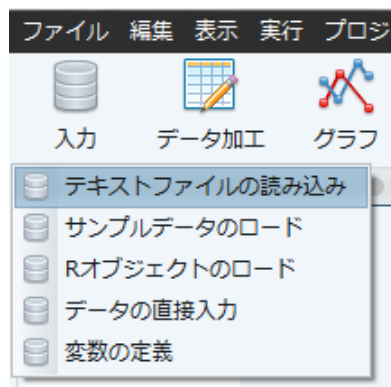 ファイル 編集 表示 実行 プロジ
入力 データ加工 グラフ
テキストファイルの読み込み
サンプルデータのロード
Rオブジェクトのロード
データの直接入力
変数の定義